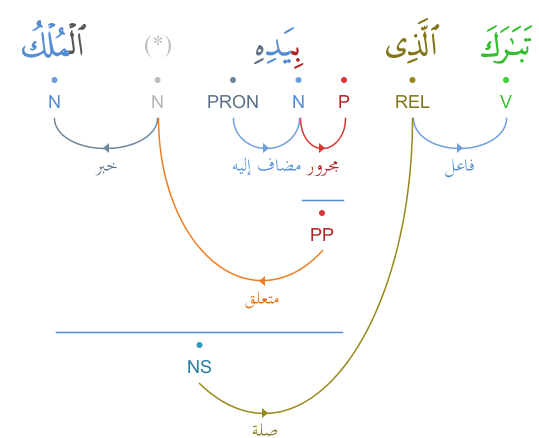 تَبَـٰرَكَ ٱلَّذِى بِيَدِهِ (*) ٱلْمُلْكُ
V REL P N PRON N N
فاعل مجرور مضاف إليه خبر
PP
متعلق
NS
صلة